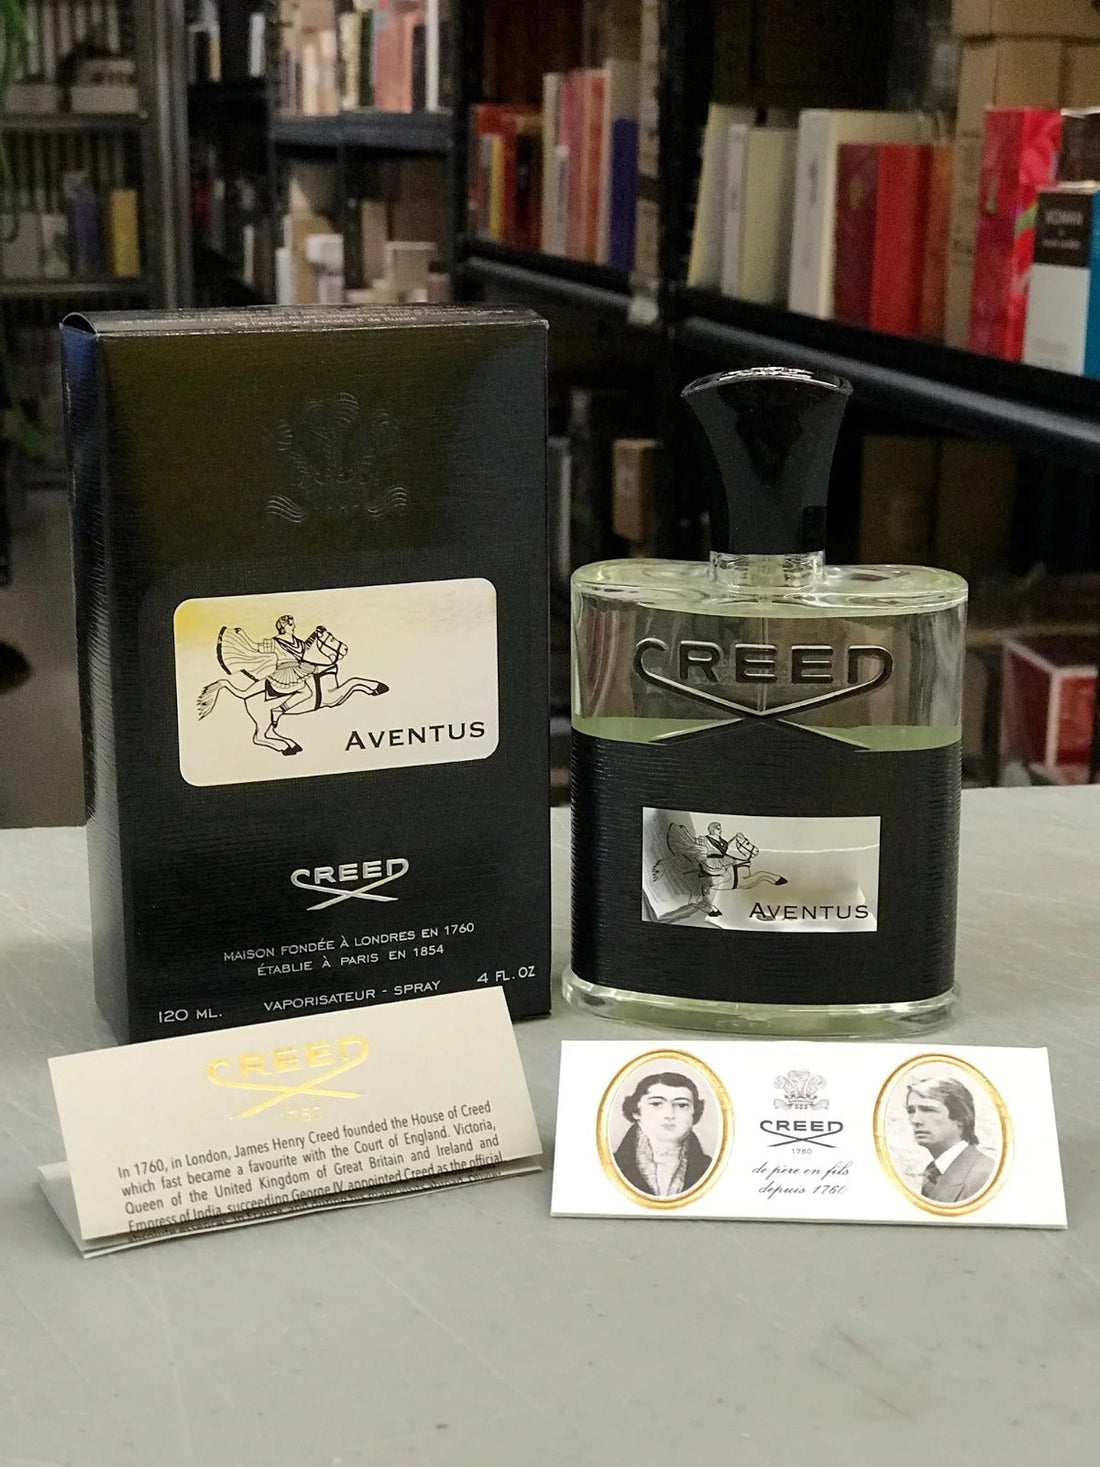 AVENTUS
CREED
MAISON FONDÉE À LONDRES EN 1760
ÉTABLIE À PARIS EN 1854
120 ML. VAPORISATEUR - SPRAY 4 FL. OZ
CREED
AVENTUS
CREED
1760
In 1760, in London, James Henry Creed founded the House of Creed
which fast became a favourite with the Court of England. Victoria,
Queen of the United Kingdom of Great Britain and Ireland and
Empress of India, succeeding George IV, appointed Creed as the official
CREED
1760
de père en fils
depuis 1760